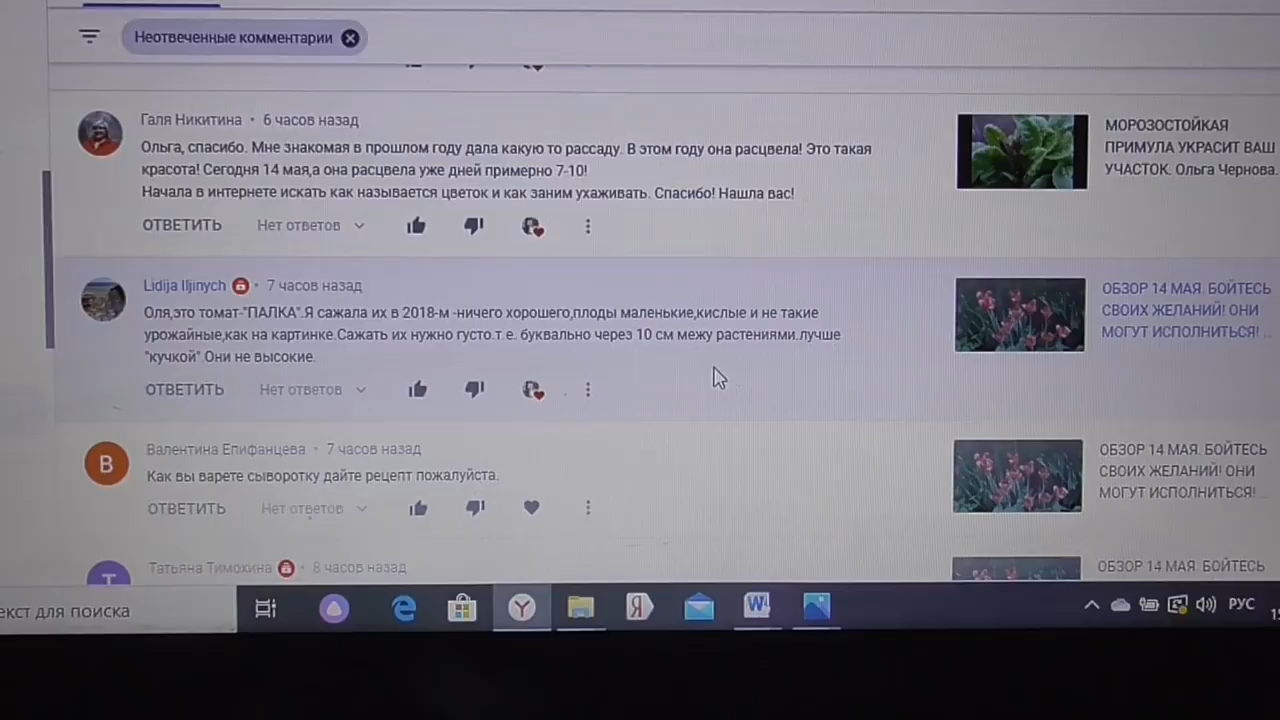 Неотвеченные комментарии
Галя Никитина • 6 часов назад
Ольга, спасибо. Мне знакомая в прошлом году дала какую то рассаду. В этом году она расцвела! Это такая
красота! Сегодня 14 мая,а она расцвела уже дней примерно 7-10!
Начала в интернете искать как называется цветок и как заним ухаживать. Спасибо! Нашла вас!
ОТВЕТИТЬ Нет ответов
МОРОЗОСТОЙКАЯ
ПРИМУЛА УКРАСИТ ВАШ
УЧАСТОК. Ольга Чернова.
Lidija Iljinych • 7 часов назад
Оля,это томат-"ПАЛКА".Я сажала их в 2018-м -ничего хорошего,плоды маленькие,кислые и не такие
урожайные,как на картинке.Сажать их нужно густо.т.е. буквально через 10 см межу растениями.лучше
"кучкой".Они не высокие.
ОТВЕТИТЬ Нет ответов
ОБЗОР 14 МАЯ. БОЙТЕСЬ
СВОИХ ЖЕЛАНИЙ! ОНИ
МОГУТ ИСПОЛНИТЬСЯ! ...
В
Валентина Епифанцева • 7 часов назад
Как вы варете сыворотку дайте рецепт пожалуйста.
ОТВЕТИТЬ Нет ответов
ОБЗОР 14 МАЯ. БОЙТЕСЬ
СВОИХ ЖЕЛАНИЙ! ОНИ
МОГУТ ИСПОЛНИТЬСЯ! ...
Т
Татьяна Тимохина • 8 часов назад
ОБЗОР 14 МАЯ. БОЙТЕСЬ
екст для поиска
РУС